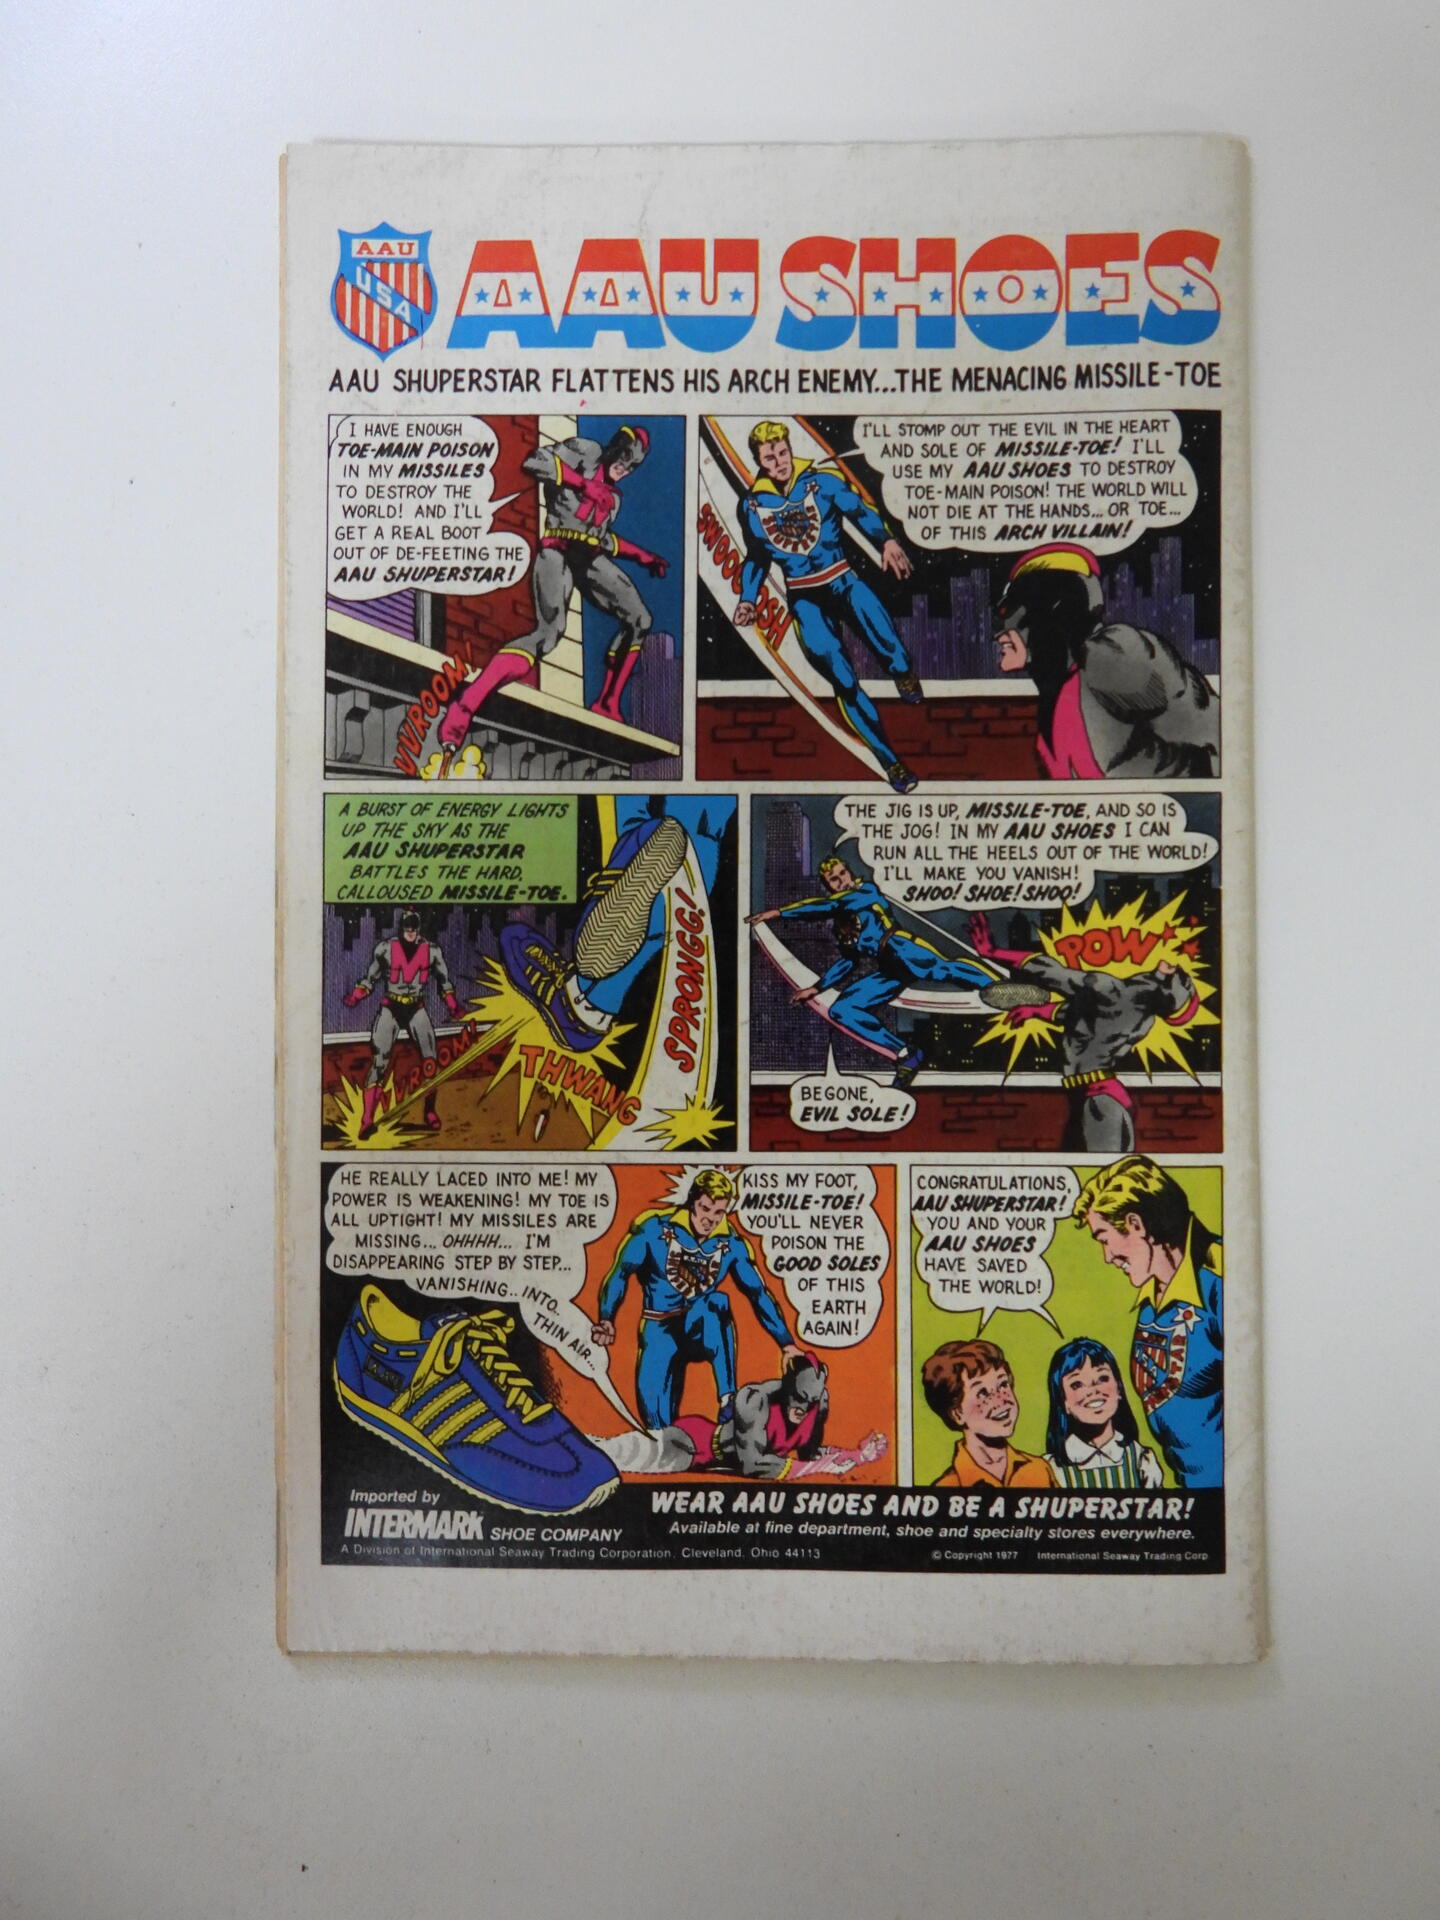 AAU
USA
AAU SHOES
AAU SHUPERSTAR FLATTENS HIS ARCH ENEMY...THE MENACING MISSILE-TOE
I HAVE ENOUGH
TOE-MAIN POISON
IN MY MISSILES
TO DESTROY THE
WORLD! AND I'LL
GET A REAL BOOT
OUT OF DE-FEETING THE
AAU SHUPERSTAR!
M
VVROOM!
I'LL STOMP OUT THE EVIL IN THE HEART
AND SOLE OF MISSILE-TOE! I'LL
USE MY AAU SHOES TO DESTROY
TOE-MAIN POISON! THE WORLD WILL
NOT DIE AT THE HANDS... OR TOE...
OF THIS ARCH VILLAIN!
SHUPERSTAR
A BURST OF ENERGY LIGHTS
UP THE SKY AS THE
AAU SHUPERSTAR
BATTLES THE HARD,
CALLOUSED MISSILE-TOE.
M
VVROOM!
THWANG
SPRONGG!
THE JIG IS UP, MISSILE-TOE, AND SO IS
THE JOG! IN MY AAU SHOES I CAN
RUN ALL THE HEELS OUT OF THE WORLD!
I'LL MAKE YOU VANISH!
SHOO! SHOE! SHOO!
POW
BEGONE,
EVIL SOLE!
HE REALLY LACED INTO ME! MY
POWER IS WEAKENING! MY TOE IS
ALL UPTIGHT! MY MISSILES ARE
MISSING... OHHHH... I'M
DISAPPEARING STEP BY STEP...
VANISHING.. INTO..
THIN AIR...
KISS MY FOOT,
MISSILE-TOE!
YOU'LL NEVER
POISON THE
GOOD SOLES
OF THIS
EARTH
AGAIN!
CONGRATULATIONS,
AAU SHUPERSTAR!
YOU AND YOUR
AAU SHOES
HAVE SAVED
THE WORLD!
Imported by
INTERMARK SHOE COMPANY
A Division of International Seaway Trading Corporation, Cleveland, Ohio 44113
WEAR AAU SHOES AND BE A SHUPERSTAR!
Available at fine department, shoe and specialty stores everywhere.
© Copyright 1977 International Seaway Trading Corp